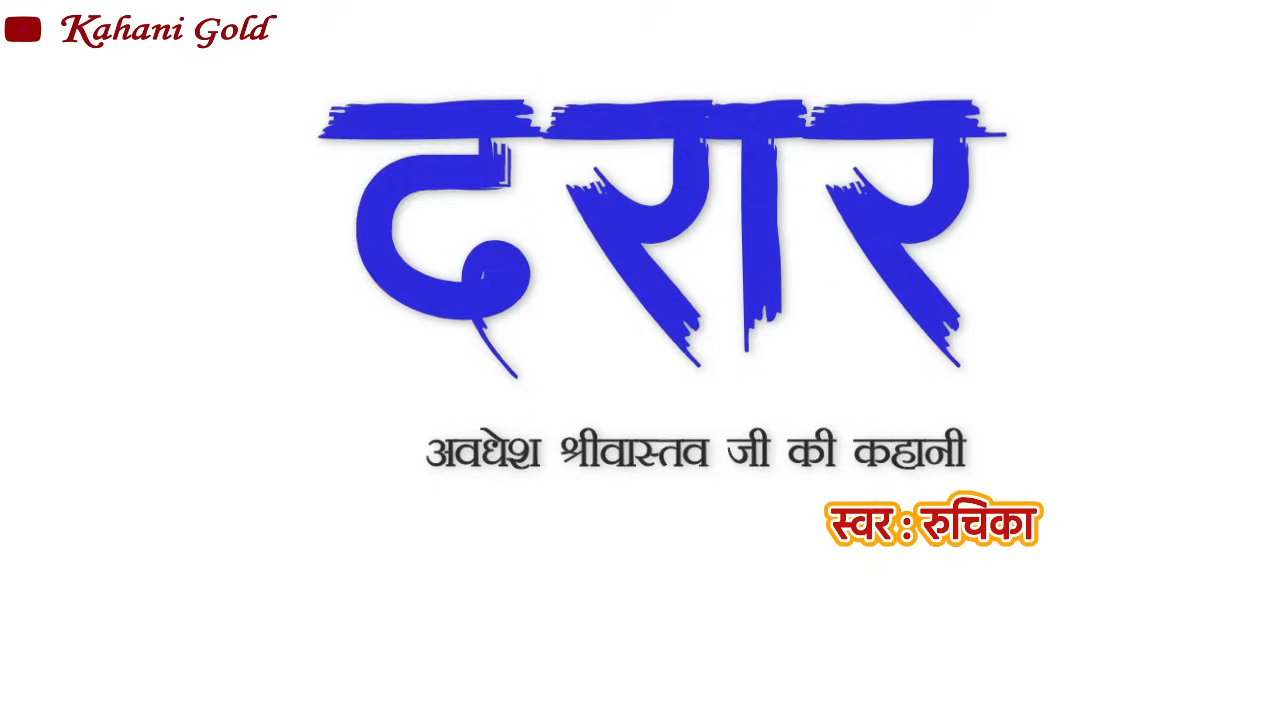 Kahani Gold
दरार
अवधेश श्रीवास्तव जी की कहानी
स्वर : रुचिका